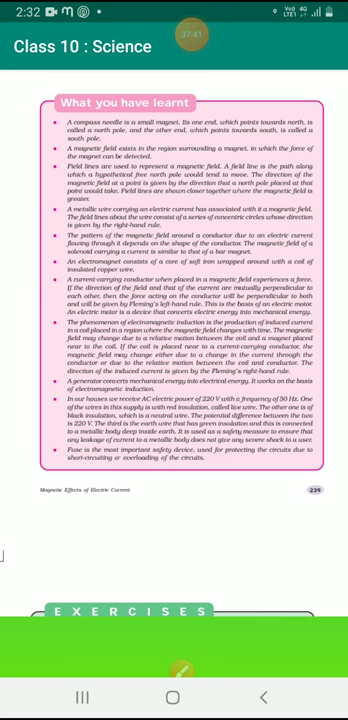 2:32
Vo0 LTE1 4G
37:41
Class 10 : Science
What you have learnt
A compass needle is a small magnet. Its one end, which points towards north, is
called a north pole, and the other end, which points towards south, is called a
south pole.
A magnetic field exists in the region surrounding a magnet, in which the force of
the magnet can be detected.
Field lines are used to represent a magnetic field. A field line is the path along
which a hypothetical free north pole would tend to move. The direction of the
magnetic field at a point is given by the direction that a north pole placed at that
point would take. Field lines are shown closer together where the magnetic field is
greater.
A metallic wire carrying an electric current has associated with it a magnetic field.
The field lines about the wire consist of a series of concentric circles whose direction
is given by the right-hand rule.
The pattern of the magnetic field around a conductor due to an electric current
flowing through it depends on the shape of the conductor. The magnetic field of a
solenoid carrying a current is similar to that of a bar magnet.
An electromagnet consists of a core of soft iron wrapped around with a coil of
insulated copper wire.
A current-carrying conductor when placed in a magnetic field experiences a force.
If the direction of the field and that of the current are mutually perpendicular to
each other, then the force acting on the conductor will be perpendicular to both
and will be given by Fleming's left-hand rule. This is the basis of an electric motor.
An electric motor is a device that converts electric energy into mechanical energy.
The phenomenon of electromagnetic induction is the production of induced current
in a coil placed in a region where the magnetic field changes with time. The magnetic
field may change due to a relative motion between the coil and a magnet placed
near to the coil. If the coil is placed near to a current-carrying conductor, the
magnetic field may change either due to a change in the current through the
conductor or due to the relative motion between the coil and conductor. The
direction of the induced current is given by the Fleming's right-hand rule.
A generator converts mechanical energy into electrical energy. It works on the basis
of electromagnetic induction.
In our houses we receive AC electric power of 220 V with a frequency of 50 Hz. One
of the wires in this supply is with red insulation, called live wire. The other one is of
black insulation, which is a neutral wire. The potential difference between the two
is 220 V. The third is the earth wire that has green insulation and this is connected
to a metallic body deep inside earth. It is used as a safety measure to ensure that
any leakage of current to a metallic body does not give any severe shock to a user.
Fuse is the most important safety device, used for protecting the circuits due to
short-circuiting or overloading of the circuits.
Magnetic Effects of Electric Current
239
EXERCISES